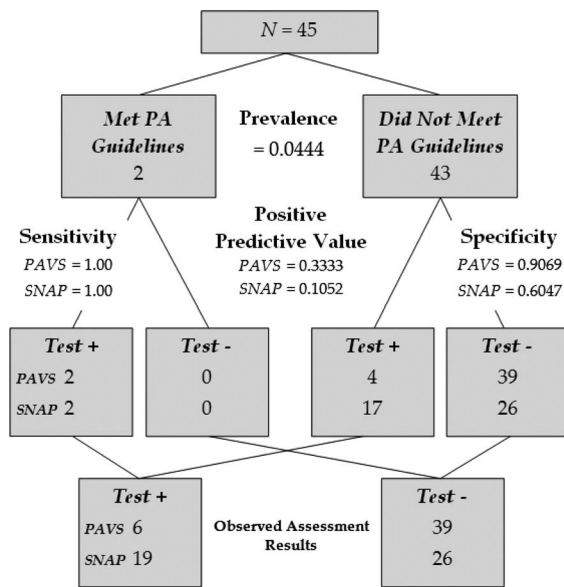 N = 45
Met PA
Guidelines
2
Prevalence
= 0.0444
Did Not Meet
PA Guidelines
43
Sensitivity
PAVS = 1.00
SNAP = 1.00
Positive
Predictive Value
PAVS = 0.3333
SNAP = 0.1052
Specificity
PAVS = 0.9069
SNAP = 0.6047
Test +
PAVS 2
SNAP 2
Test -
0
0
Test +
4
17
Test -
39
26
Test +
PAVS 6
SNAP 19
Observed Assessment
Results
Test -
39
26